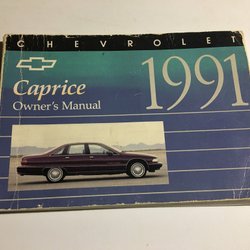 CHEVROLET
1991
Caprice
Owner's Manual